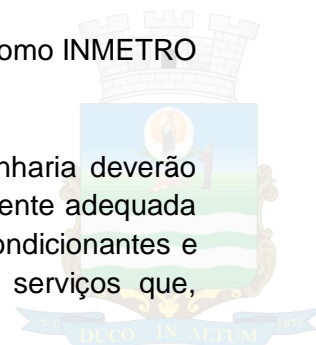 omo INMETRO
nharia deverão
ente adequada
ondicionantes e
serviços que,
DUCO IN ALTUM